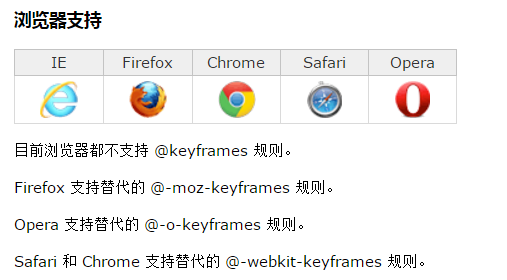 浏览器支持
IE Firefox Chrome Safari Opera
目前浏览器都不支持 @keyframes 规则。
Firefox 支持替代的 @-moz-keyframes 规则。
Opera 支持替代的 @-o-keyframes 规则。
Safari 和 Chrome 支持替代的 @-webkit-keyframes 规则。